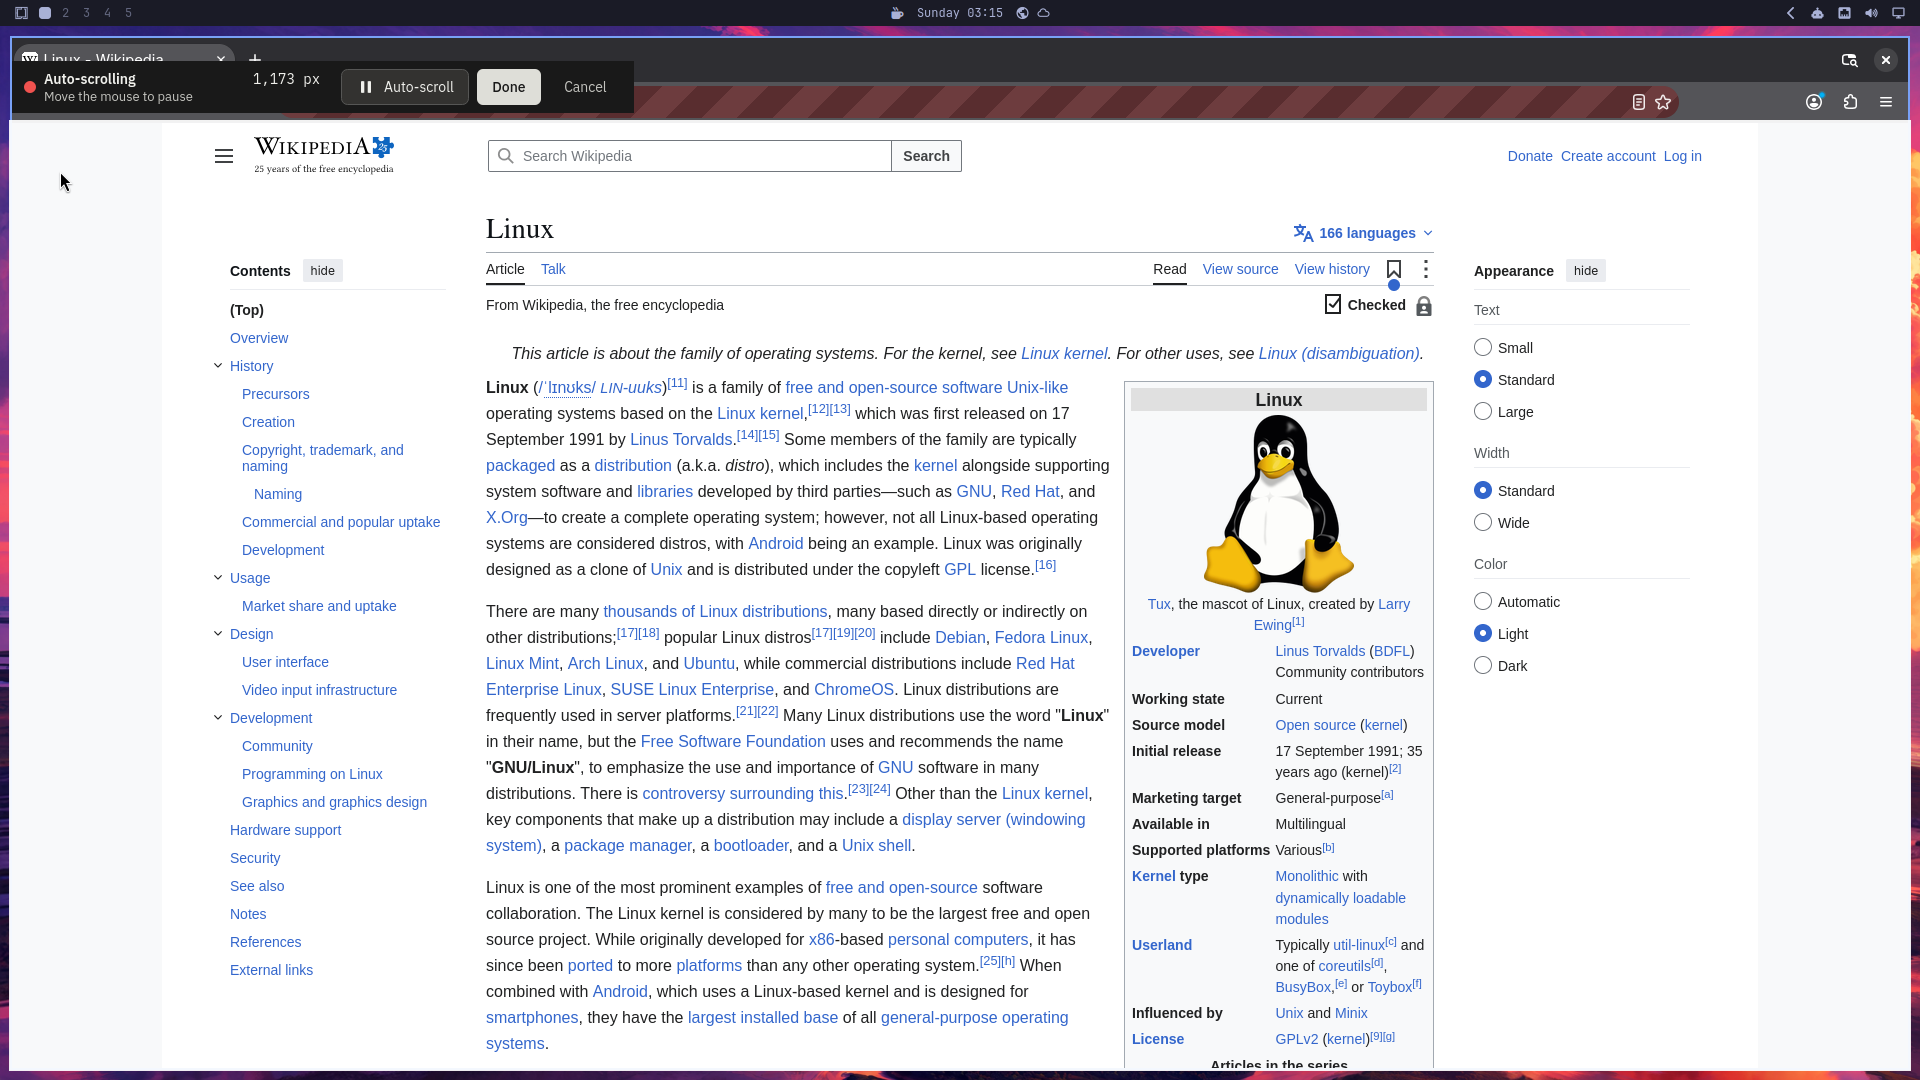 2 3 4 5
Sunday 03:15
Linux - Wikipedia
Auto-scrolling
Move the mouse to pause
1,173 px
Auto-scroll
Done
Cancel
WIKIPEDIA 25
25 years of the free encyclopedia
Search Wikipedia
Search
Donate Create account Log in
Linux
166 languages
Article Talk
Read View source View history
From Wikipedia, the free encyclopedia
Checked
Contents hide
(Top)
Overview
History
Precursors
Creation
Copyright, trademark, and
naming
Naming
Commercial and popular uptake
Development
Usage
Market share and uptake
Design
User interface
Video input infrastructure
Development
Community
Programming on Linux
Graphics and graphics design
Hardware support
Security
See also
Notes
References
External links
This article is about the family of operating systems. For the kernel, see Linux kernel. For other uses, see Linux (disambiguation).
Linux (/ˈlɪnʊks/ LIN-uuks)[11] is a family of free and open-source software Unix-like
operating systems based on the Linux kernel,[12][13] which was first released on 17
September 1991 by Linus Torvalds.[14][15] Some members of the family are typically
packaged as a distribution (a.k.a. distro), which includes the kernel alongside supporting
system software and libraries developed by third parties—such as GNU, Red Hat, and
X.Org—to create a complete operating system; however, not all Linux-based operating
systems are considered distros, with Android being an example. Linux was originally
designed as a clone of Unix and is distributed under the copyleft GPL license.[16]
There are many thousands of Linux distributions, many based directly or indirectly on
other distributions;[17][18] popular Linux distros[17][19][20] include Debian, Fedora Linux,
Linux Mint, Arch Linux, and Ubuntu, while commercial distributions include Red Hat
Enterprise Linux, SUSE Linux Enterprise, and ChromeOS. Linux distributions are
frequently used in server platforms.[21][22] Many Linux distributions use the word "Linux"
in their name, but the Free Software Foundation uses and recommends the name
"GNU/Linux", to emphasize the use and importance of GNU software in many
distributions. There is controversy surrounding this.[23][24] Other than the Linux kernel,
key components that make up a distribution may include a display server (windowing
system), a package manager, a bootloader, and a Unix shell.
Linux is one of the most prominent examples of free and open-source software
collaboration. The Linux kernel is considered by many to be the largest free and open
source project. While originally developed for x86-based personal computers, it has
since been ported to more platforms than any other operating system.[25][h] When
combined with Android, which uses a Linux-based kernel and is designed for
smartphones, they have the largest installed base of all general-purpose operating
systems.
Linux
Tux, the mascot of Linux, created by Larry
Ewing[1]
Developer Linus Torvalds (BDFL)
Community contributors
Working state Current
Source model Open source (kernel)
Initial release 17 September 1991; 35
years ago (kernel)[2]
Marketing target General-purpose[a]
Available in Multilingual
Supported platforms Various[b]
Kernel type Monolithic with
dynamically loadable
modules
Userland Typically util-linux[c] and
one of coreutils[d],
BusyBox,[e] or Toybox[f]
Influenced by Unix and Minix
License GPLv2 (kernel)[9][g]
Articles in the series
Appearance hide
Text
Small
Standard
Large
Width
Standard
Wide
Color
Automatic
Light
Dark